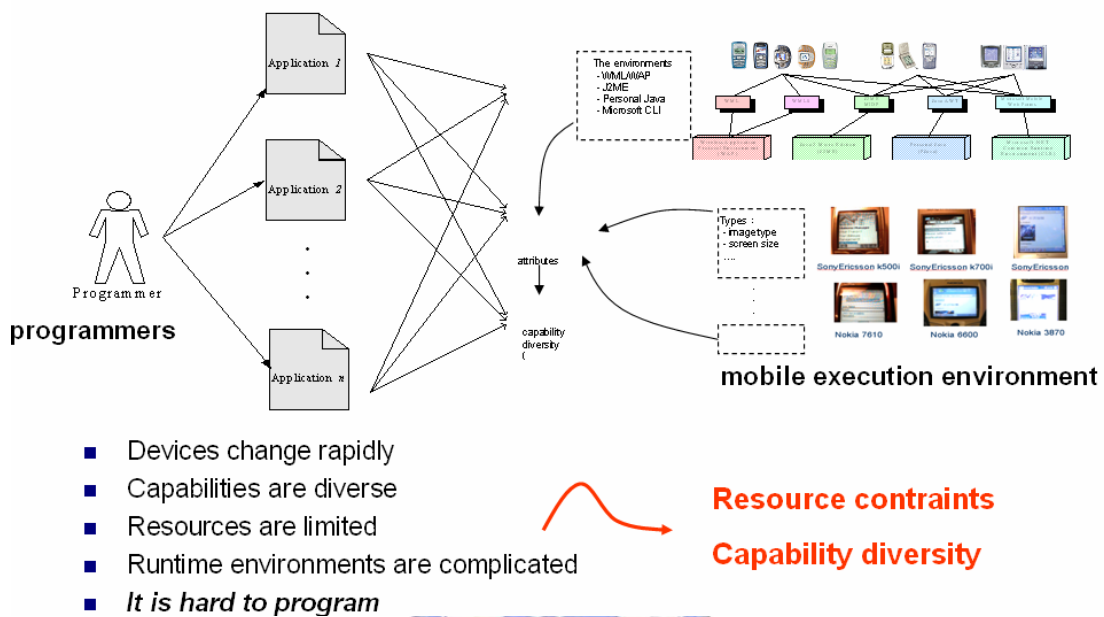 Application 1
Application 2
.
.
.
Application n
Programmer
programmers
The environments
- WML/WAP
- J2ME
- Personal Java
- Microsoft CLI
attributes
capability
diversity
(
Types :
- imagetype
- screen size
....
.
.
.
WML
SonyEricsson k500i
SonyEricsson k700i
SonyEricsson
Nokia 7610
Nokia 6600
Nokia 3870
mobile execution environment
■ Devices change rapidly
■ Capabilities are diverse
■ Resources are limited
■ Runtime environments are complicated
■ It is hard to program
Resource contraints
Capability diversity